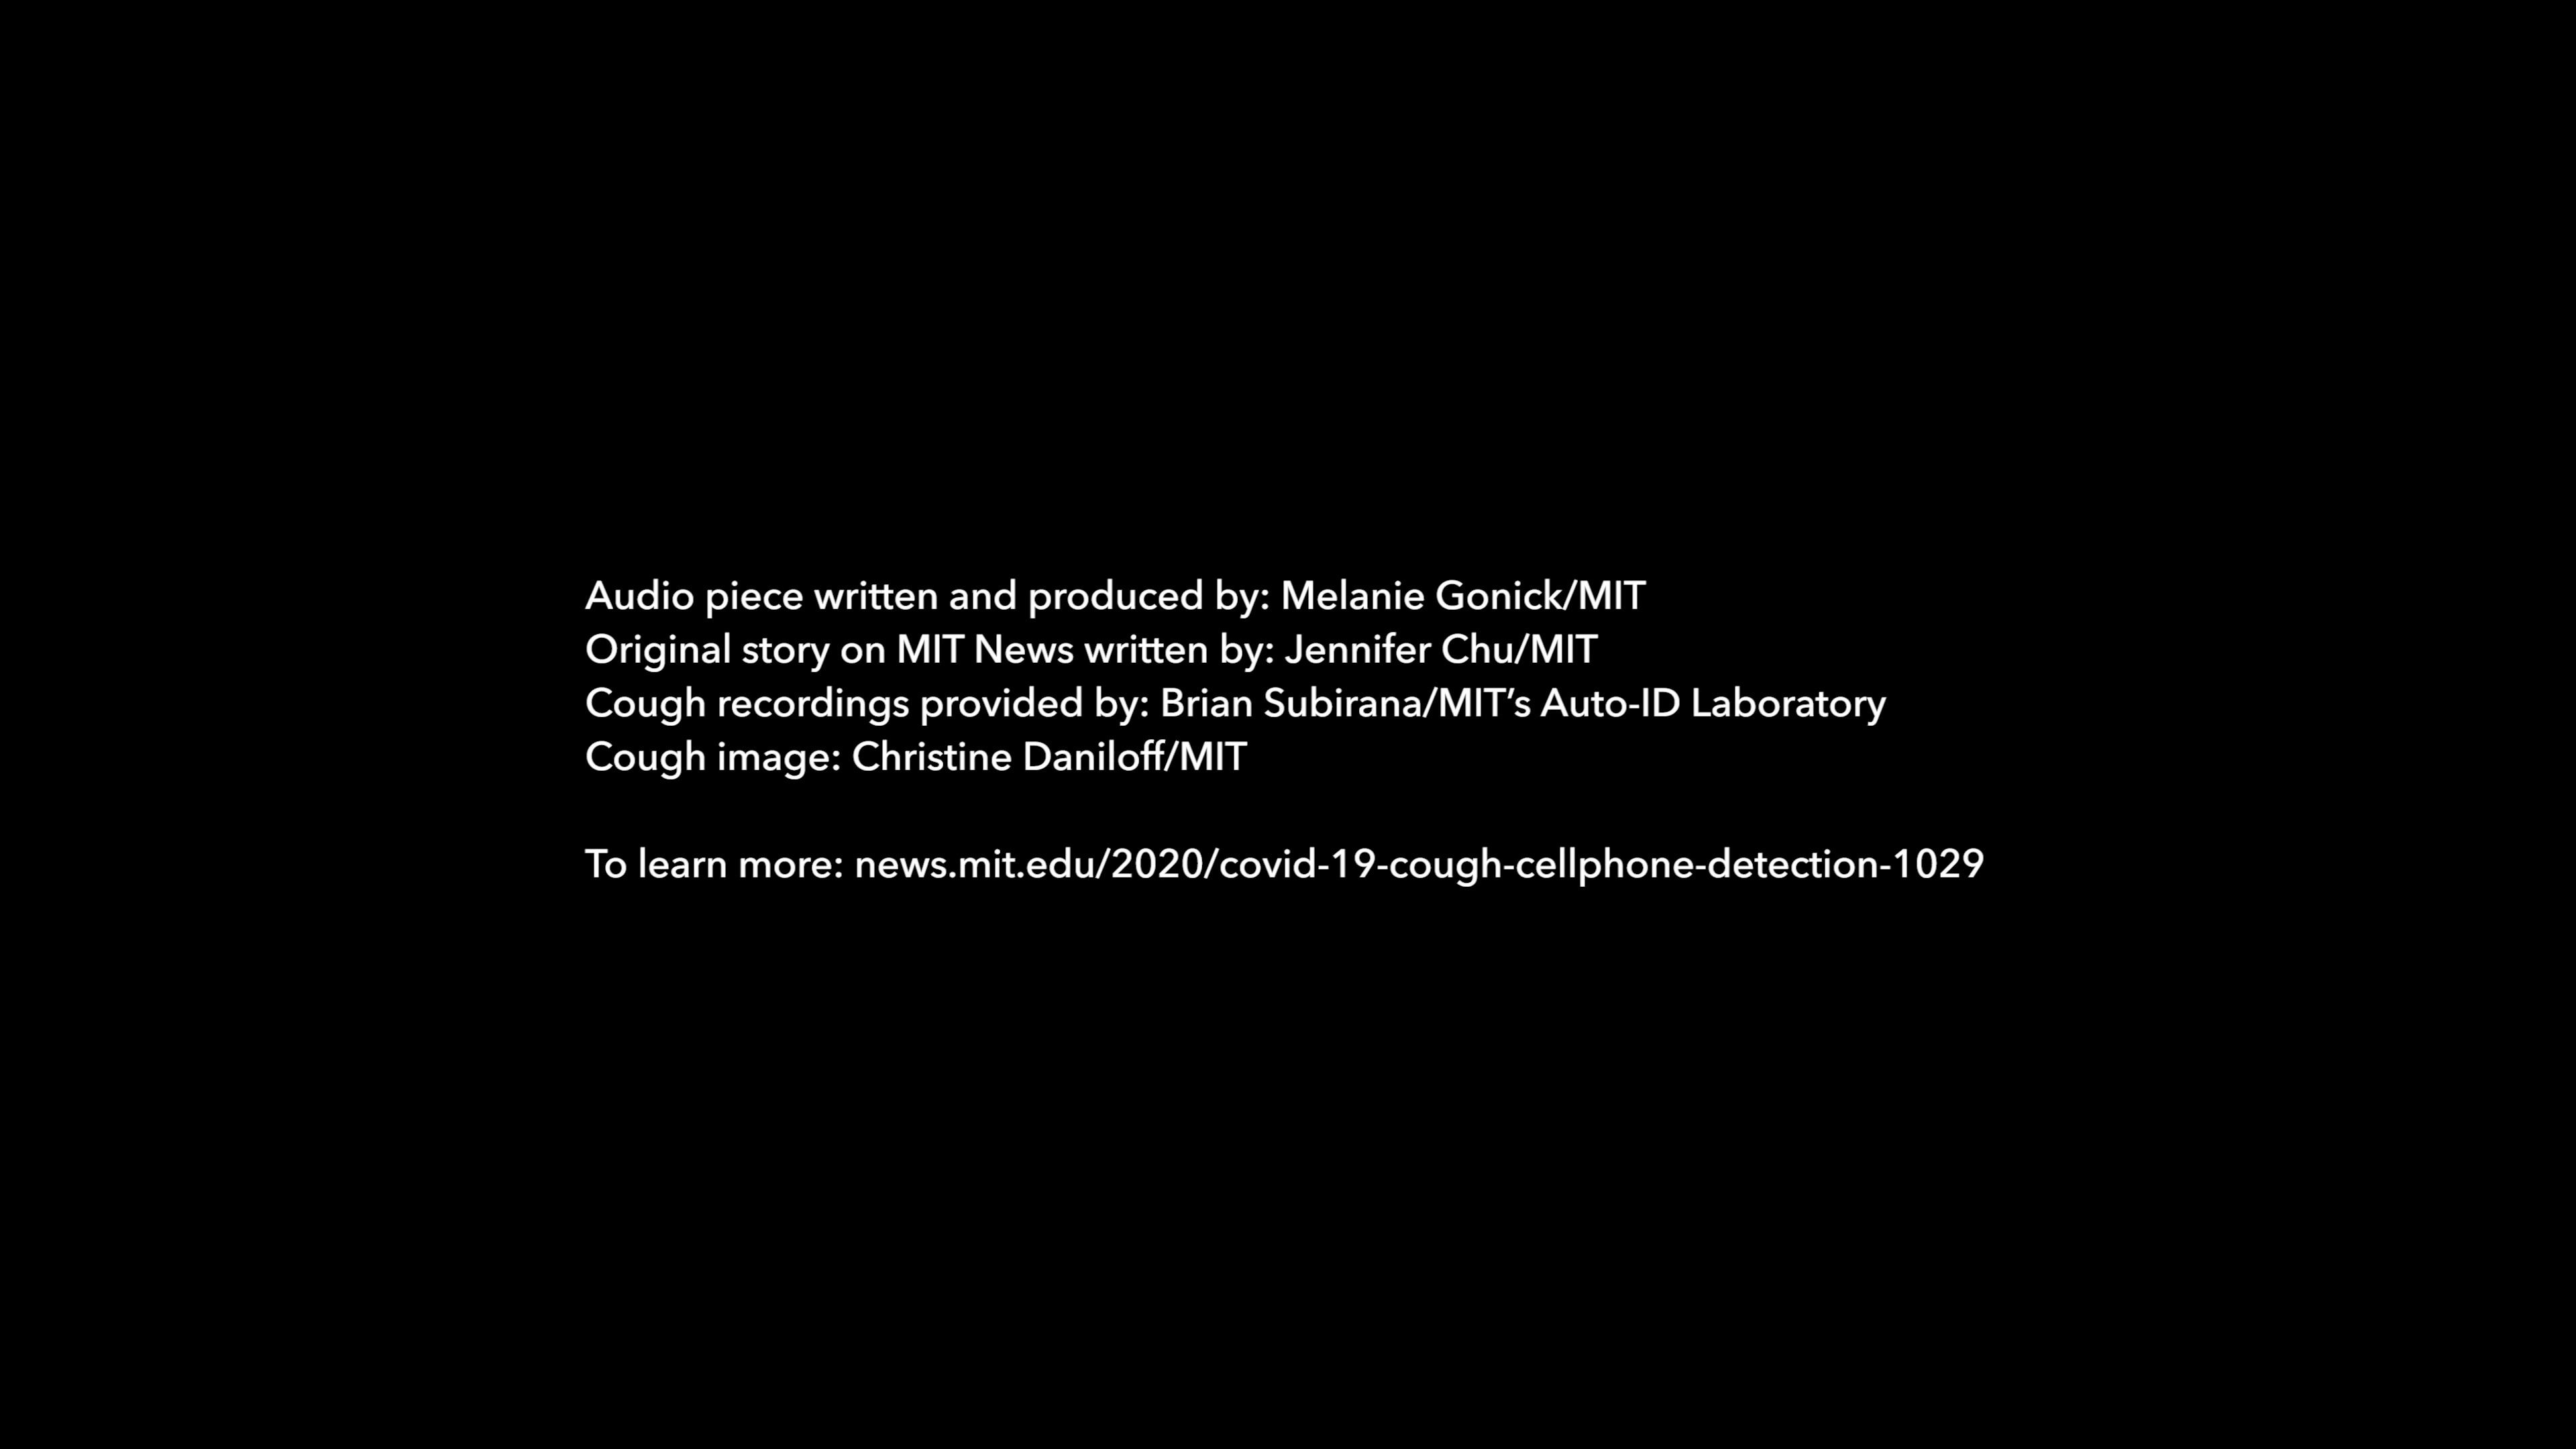 Audio piece written and produced by: Melanie Gonick/MIT
Original story on MIT News written by: Jennifer Chu/MIT
Cough recordings provided by: Brian Subirana/MIT’s Auto-ID Laboratory
Cough image: Christine Daniloff/MIT
To learn more: news.mit.edu/2020/covid-19-cough-cellphone-detection-1029